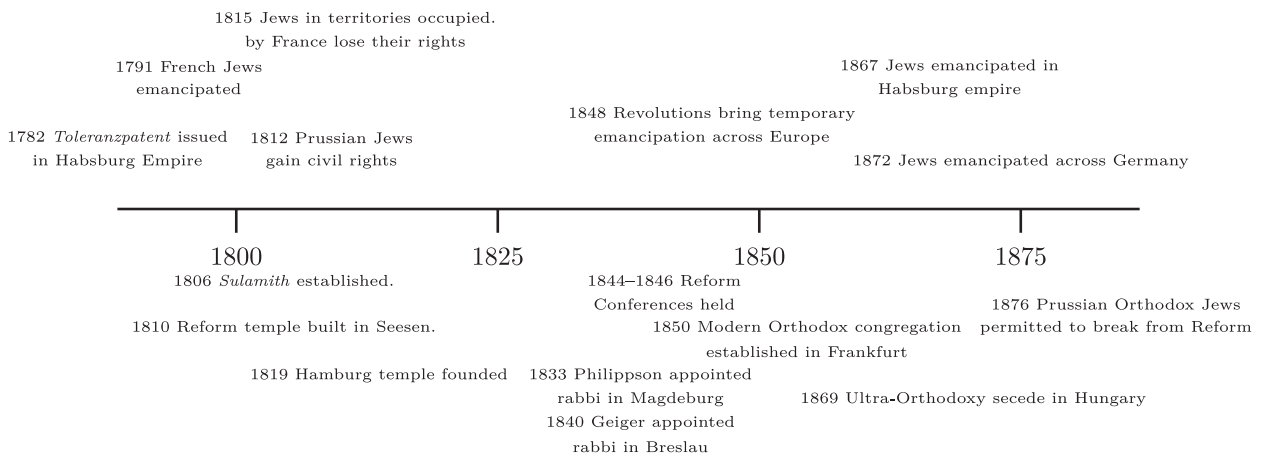 1815 Jews in territories occupied.
by France lose their rights
1791 French Jews
emancipated
1867 Jews emancipated in
Habsburg empire
1848 Revolutions bring temporary
emancipation across Europe
1782 Toleranzpatent issued
in Habsburg Empire
1812 Prussian Jews
gain civil rights
1872 Jews emancipated across Germany
1800
1825
1850
1875
1806 Sulamith established.
1844–1846 Reform
Conferences held
1876 Prussian Orthodox Jews
permitted to break from Reform
1810 Reform temple built in Seesen.
1850 Modern Orthodox congregation
established in Frankfurt
1819 Hamburg temple founded
1833 Philippson appointed
rabbi in Magdeburg
1869 Ultra-Orthodoxy secede in Hungary
1840 Geiger appointed
rabbi in Breslau